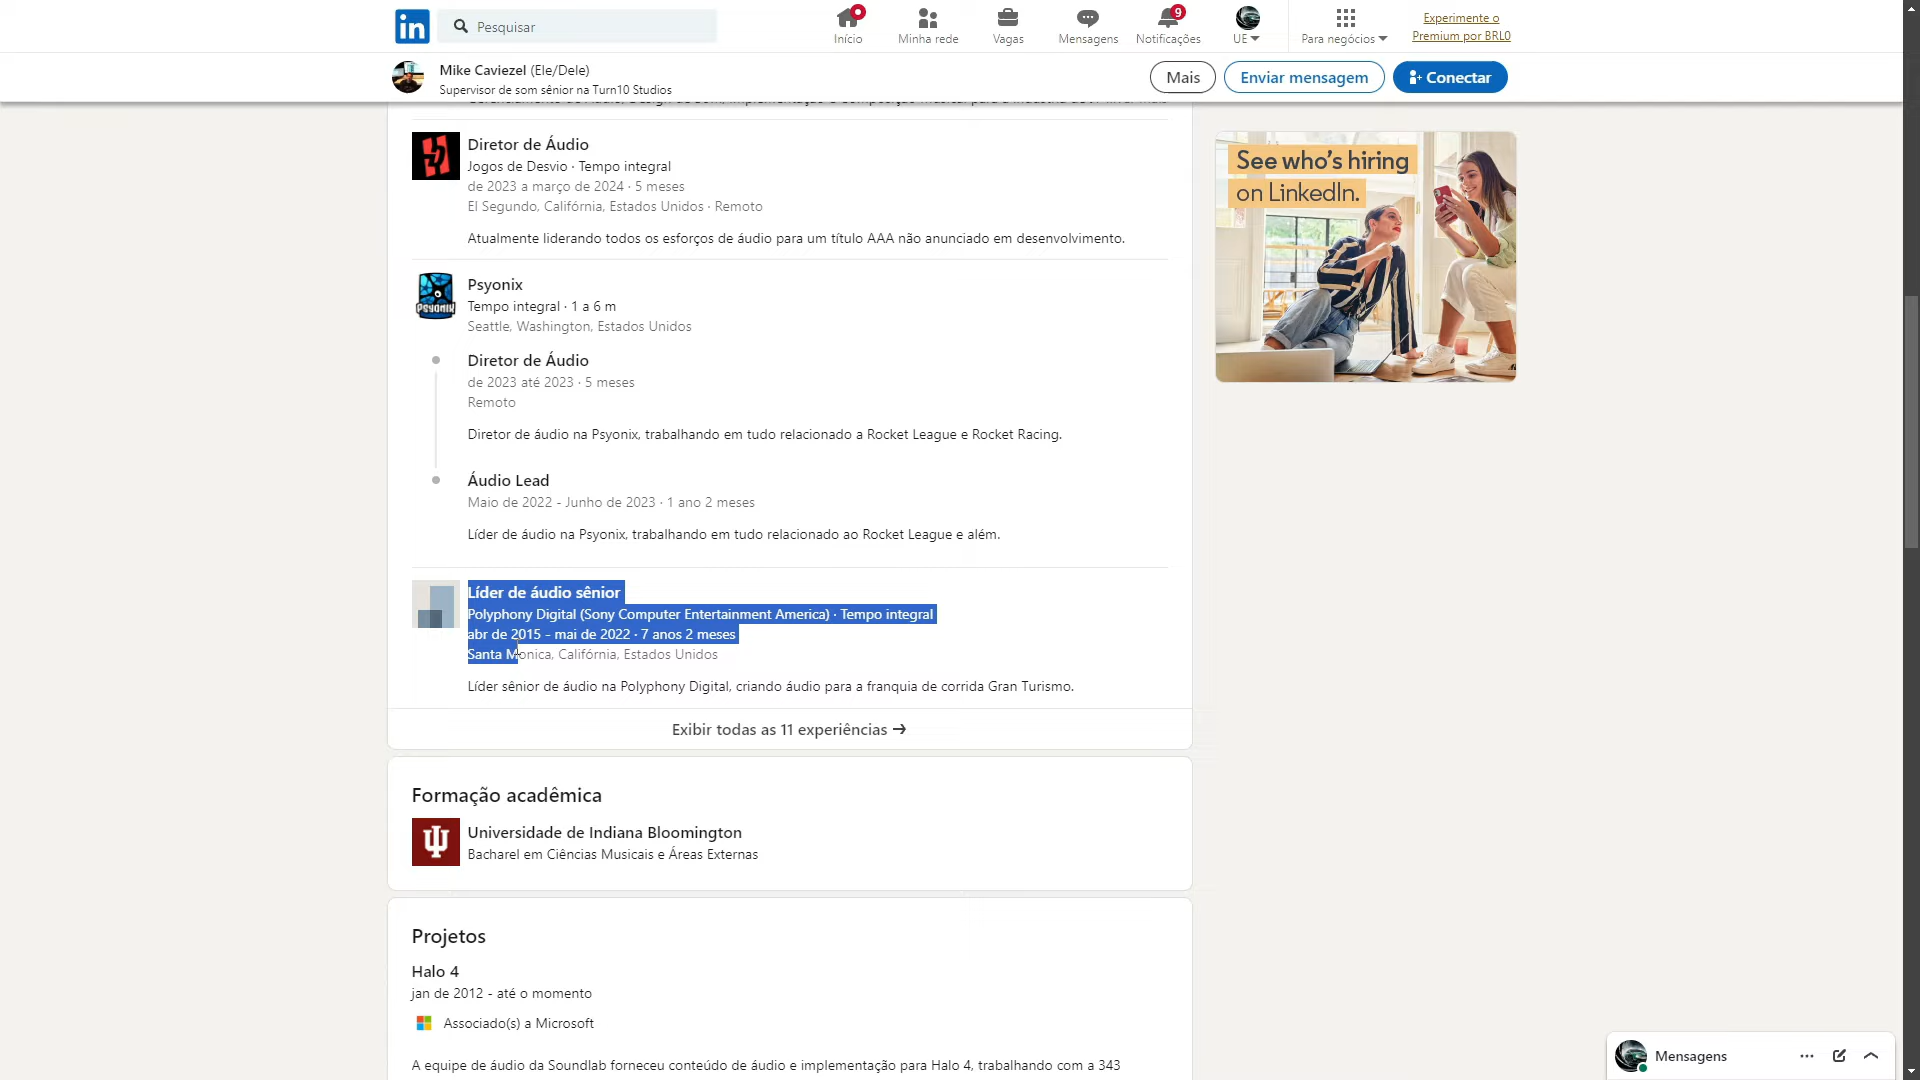 in
Pesquisar
Início
Minha rede
Vagas
Mensagens
9
Notificações
UE
Para negócios
Experimente o
Premium por BRL0
Mike Caviezel (Ele/Dele)
Supervisor de som sênior na Turn10 Studios
Mais
Enviar mensagem
Conectar
Diretor de Áudio
Jogos de Desvio · Tempo integral
de 2023 a março de 2024 · 5 meses
El Segundo, Califórnia, Estados Unidos · Remoto
Atualmente liderando todos os esforços de áudio para um título AAA não anunciado em desenvolvimento.
See who's hiring
on LinkedIn.
PSYONIX
Psyonix
Tempo integral · 1 a 6 m
Seattle, Washington, Estados Unidos
Diretor de Áudio
de 2023 até 2023 · 5 meses
Remoto
Diretor de áudio na Psyonix, trabalhando em tudo relacionado a Rocket League e Rocket Racing.
Áudio Lead
Maio de 2022 - Junho de 2023 · 1 ano 2 meses
Líder de áudio na Psyonix, trabalhando em tudo relacionado ao Rocket League e além.
Líder de áudio sênior
Polyphony Digital (Sony Computer Entertainment America) · Tempo integral
abr de 2015 - mai de 2022 · 7 anos 2 meses
Santa Monica, Califórnia, Estados Unidos
Líder sênior de áudio na Polyphony Digital, criando áudio para a franquia de corrida Gran Turismo.
Exibir todas as 11 experiências →
Formação acadêmica
Universidade de Indiana Bloomington
Bacharel em Ciências Musicais e Áreas Externas
Projetos
Halo 4
jan de 2012 - até o momento
Associado(s) a Microsoft
A equipe de áudio da Soundlab forneceu conteúdo de áudio e implementação para Halo 4, trabalhando com a 343
Mensagens